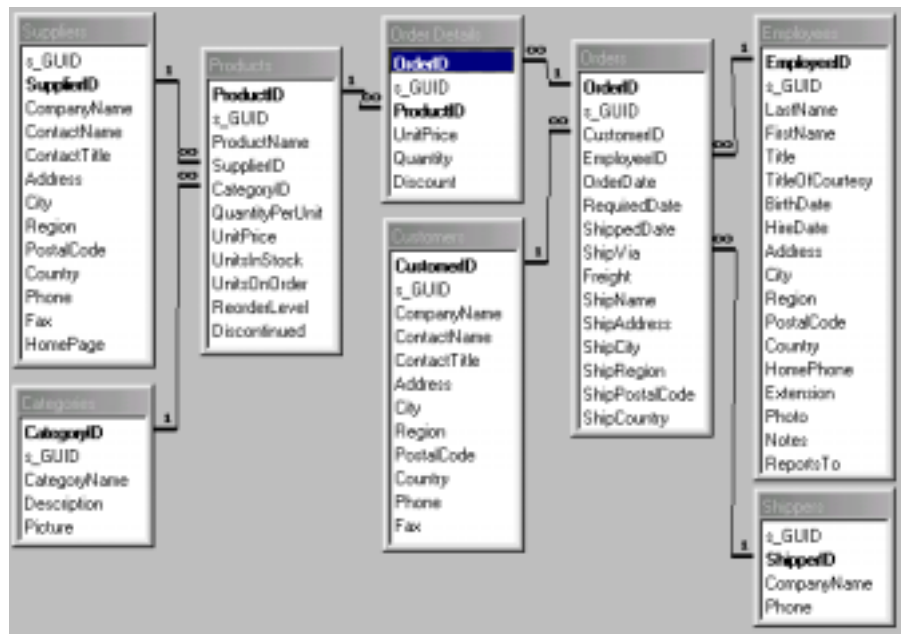 Suppliers
s_GUID
SupplierID
CompanyName
ContactName
ContactTitle
Address
City
Region
PostalCode
Country
Phone
Fax
HomePage
Categories
CategoryID
s_GUID
CategoryName
Description
Picture
Products
ProductID
s_GUID
ProductName
SupplierID
CategoryID
QuantityPerUnit
UnitPrice
UnitsInStock
UnitsOnOrder
ReorderLevel
Discontinued
Order Details
OrderID
s_GUID
ProductID
UnitPrice
Quantity
Discount
Customers
CustomerID
s_GUID
CompanyName
ContactName
ContactTitle
Address
City
Region
PostalCode
Country
Phone
Fax
Orders
OrderID
s_GUID
CustomerID
EmployeeID
OrderDate
RequiredDate
ShippedDate
ShipVia
Freight
ShipName
ShipAddress
ShipCity
ShipRegion
ShipPostalCode
ShipCountry
Employees
EmployeeID
s_GUID
LastName
FirstName
Title
TitleOfCourtesy
BirthDate
HireDate
Address
City
Region
PostalCode
Country
HomePhone
Extension
Photo
Notes
ReportsTo
Shippers
s_GUID
ShipperID
CompanyName
Phone
1
∞
∞
1
1
∞
∞
1
∞
1
1
∞
∞
1